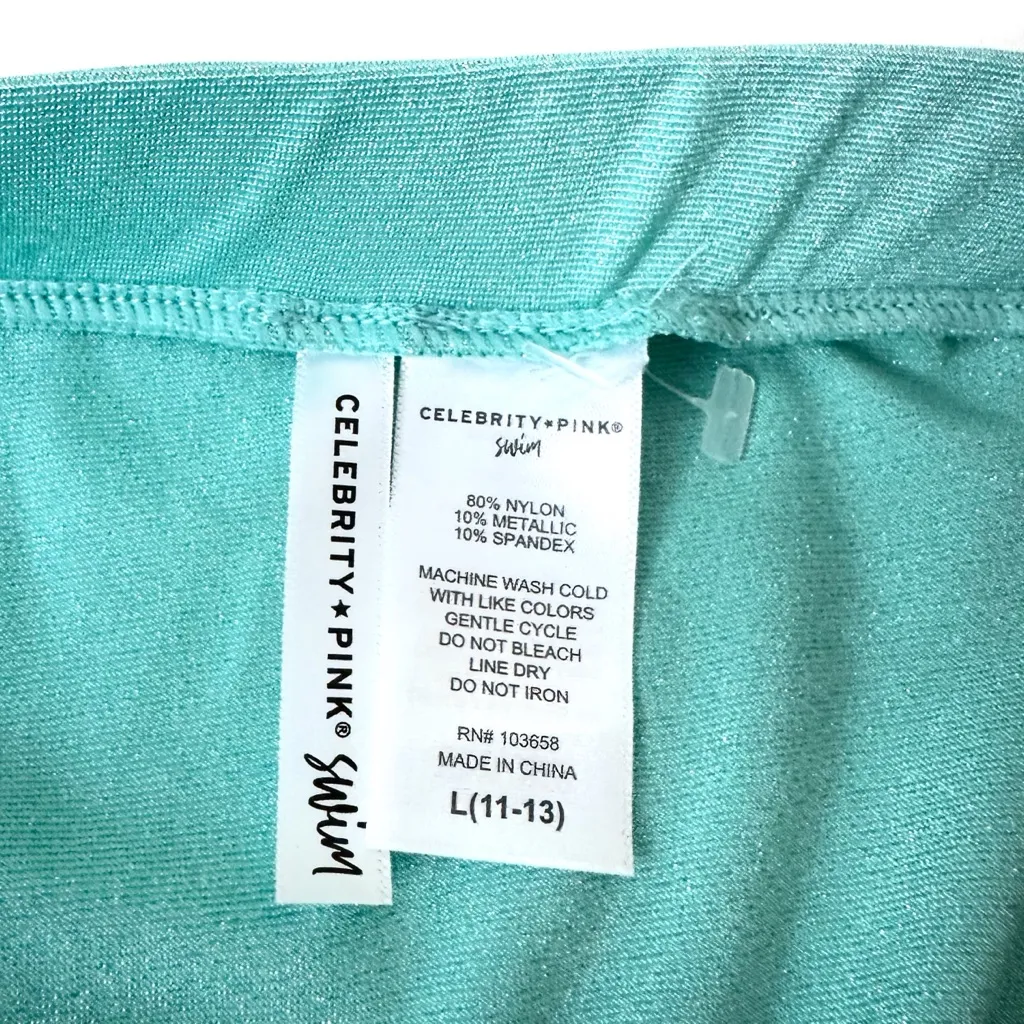 CELEBRITY★PINK® swim
CELEBRITY★PINK®
swim
80% NYLON
10% METALLIC
10% SPANDEX
MACHINE WASH COLD
WITH LIKE COLORS
GENTLE CYCLE
DO NOT BLEACH
LINE DRY
DO NOT IRON
RN# 103658
MADE IN CHINA
L(11-13)